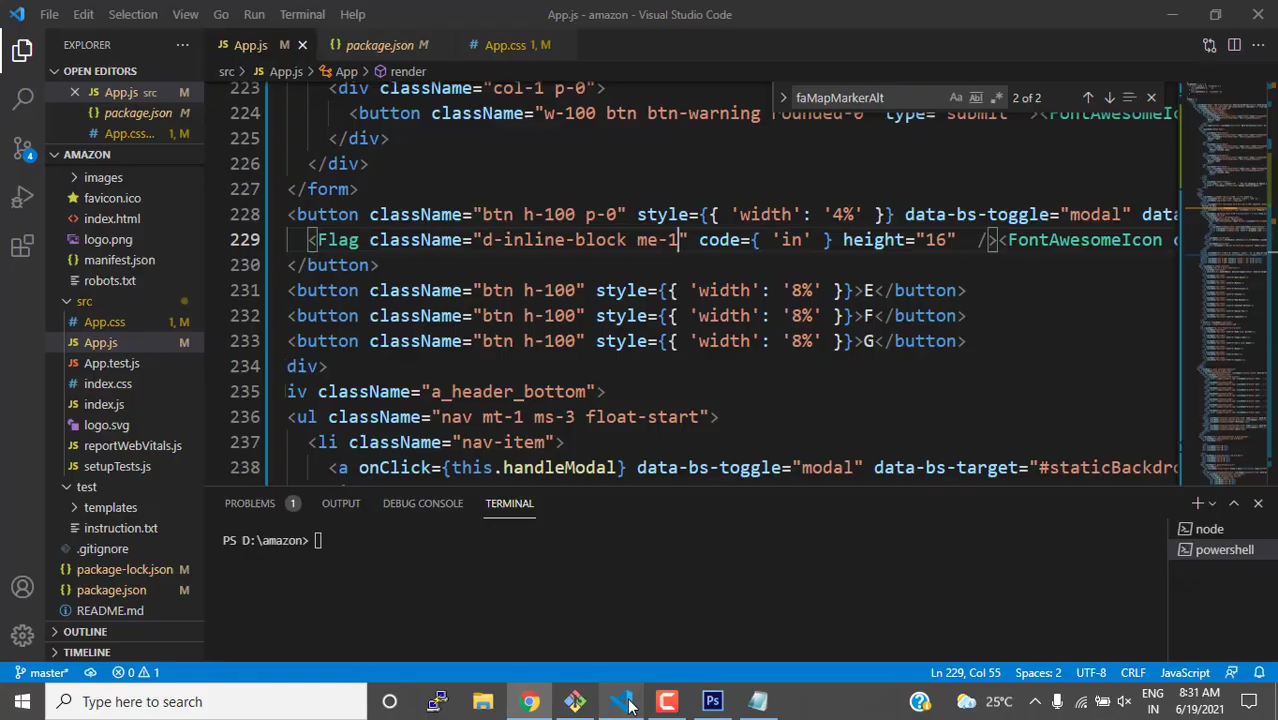 File Edit Selection View Go Run Terminal Help App.js - amazon - Visual Studio Code
EXPLORER
App.js M
package.json M
App.css 1, M
OPEN EDITORS
src > App.js > App > render
App.js src M
package.json M
App.css... 1, M
AMAZON
images
favicon.ico
index.html
logo.png
manifest.json
robots.txt
src
App.css 1, M
App.js M
App.test.js
index.css
index.js
logo.svg
reportWebVitals.js
setupTests.js
test
templates
instruction.txt
.gitignore
package-lock.json M
package.json M
README.md
OUTLINE
TIMELINE
4
faMapMarkerAlt Aa Ab| .* 2 of 2
223 <div className="col-1 p-0">
224 <button className="w-100 btn btn-warning rounded-0" type="submit" ><FontAwesomeIc
225 </div>
226 </div>
227 </form>
228 <button className="btn h-100 p-0" style={{ 'width': '4%' }} data-bs-toggle="modal" data
229 <Flag className="d-inline-block me-1" code={ 'in' } height="16" /><FontAwesomeIcon c
230 </button>
231 <button className="btn h-100" style={{ 'width': '8%' }}>E</button>
232 <button className="btn h-100" style={{ 'width': '8%' }}>F</button>
233 <button className="btn h-100" style={{ 'width': '8%' }}>G</button>
234 div>
235 iv className="a_header_bottom">
236 <ul className="nav mt-1 ms-3 float-start">
237 <li className="nav-item">
238 <a onClick={this.handleModal} data-bs-toggle="modal" data-bs-target="#staticBackdro
PROBLEMS 1 OUTPUT DEBUG CONSOLE TERMINAL
PS D:\amazon>
node
powershell
master* 0 1 Ln 229, Col 55 Spaces: 2 UTF-8 CRLF JavaScript
Type here to search
Ps
25°C
ENG
IN
8:31 AM
6/19/2021